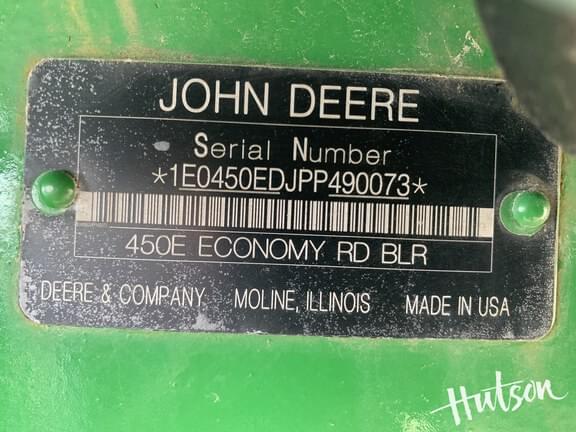 JOHN DEERE
Serial Number
*1E0450EDJPP490073*
450E ECONOMY RD BLR
DEERE & COMPANY MOLINE, ILLINOIS MADE IN USA
Hutson